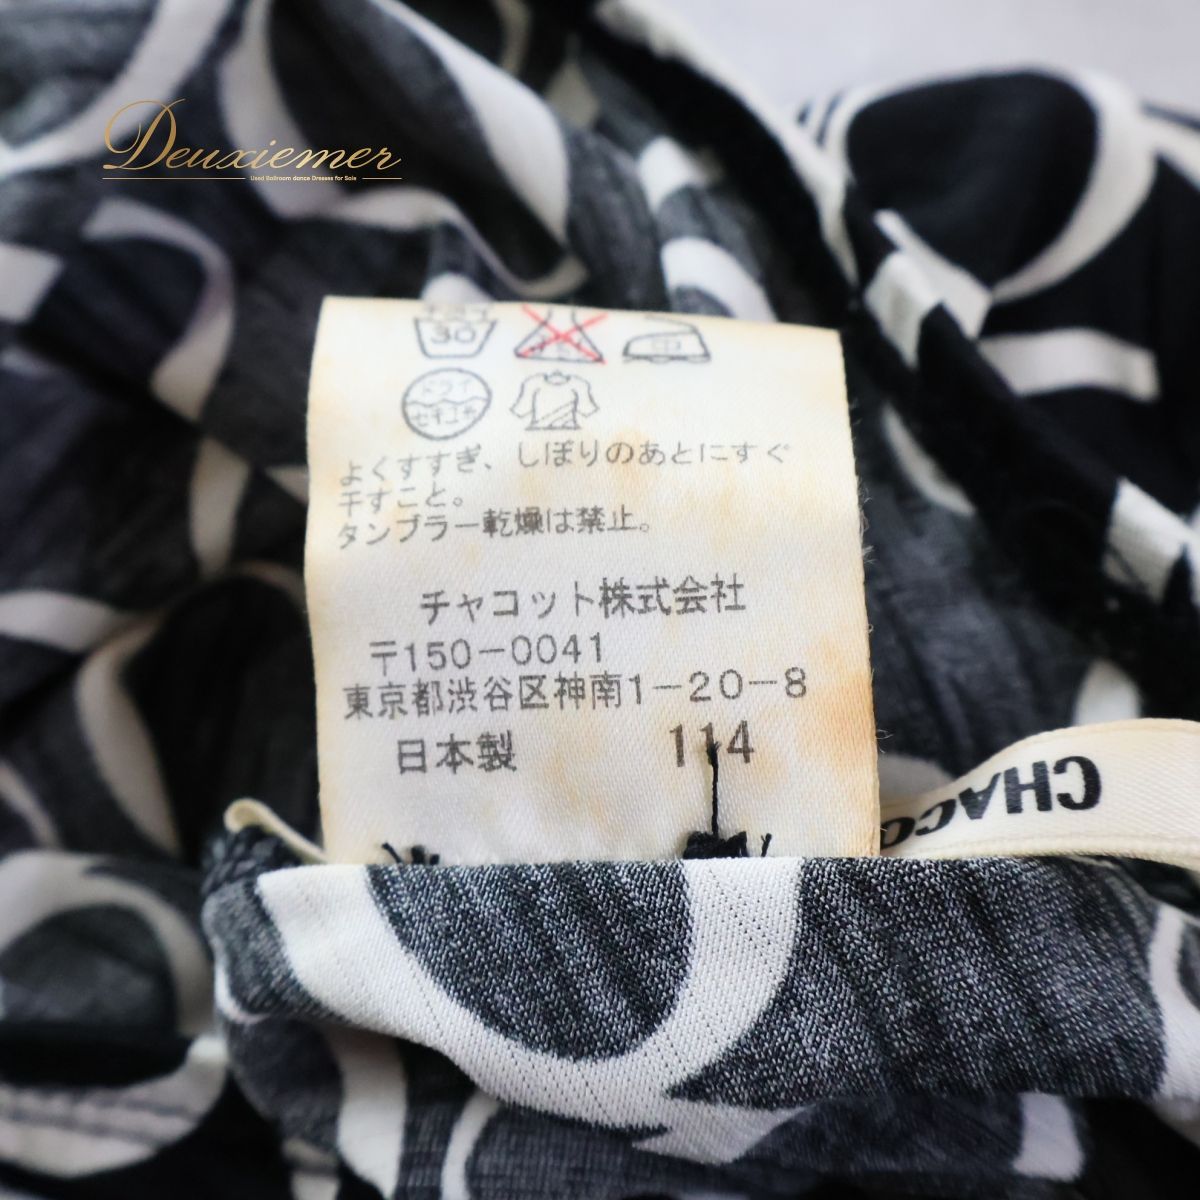 Deuxiemer
Used Ballroom dance Dresses for Sale
30
中
ドライ
セキユ系
よくすすぎ、しぼりのあとにすぐ
干すこと。
タンブラー乾燥は禁止。
チャコット株式会社
〒150-0041
東京都渋谷区神南1-20-8
日本製 114
CHACO